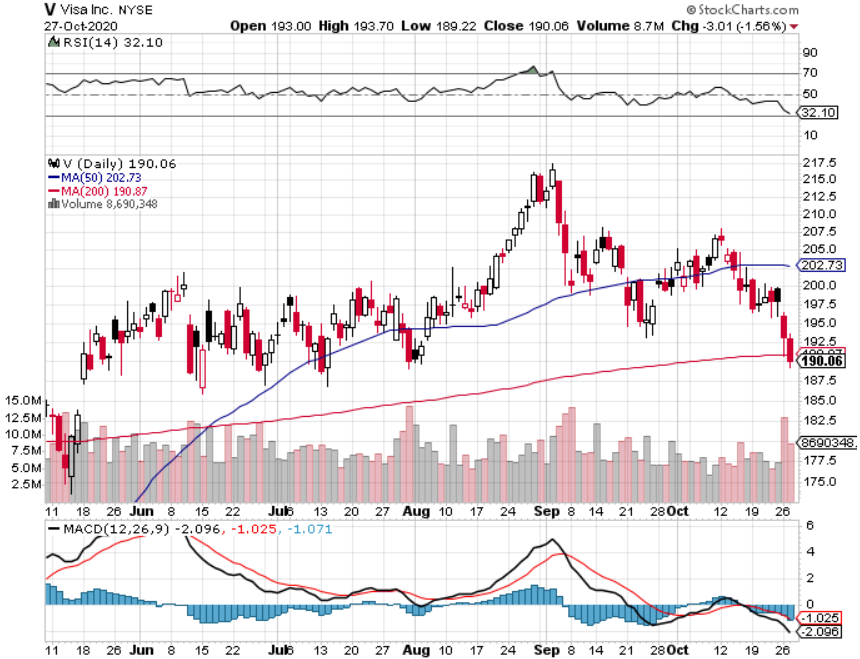 V Visa Inc. NYSE © StockCharts.com
27-Oct-2020 Open 193.00 High 193.70 Low 189.22 Close 190.06 Volume 8.7M Chg -3.01 (-1.56%)
RSI(14) 32.10
90
70
50
32.10
10
V (Daily) 190.06
MA(50) 202.73
MA(200) 190.87
Volume 8,690,348
217.5
215.0
212.5
210.0
207.5
205.0
202.73
200.0
197.5
195.0
192.5
190.06
187.5
185.0
182.5
8690348
177.5
175.0
15.0M
12.5M
10.0M
7.5M
5.0M
2.5M
11 18 26 Jun 8 15 22 Jul 6 13 20 27 Aug 10 17 24 Sep 8 14 21 28 Oct 12 19 26
MACD(12,26,9) -2.096, -1.025, -1.071
6
4
2
0
-1.025
-2.096
11 18 26 Jun 8 15 22 Jul 6 13 20 27 Aug 10 17 24 Sep 8 14 21 28 Oct 12 19 26